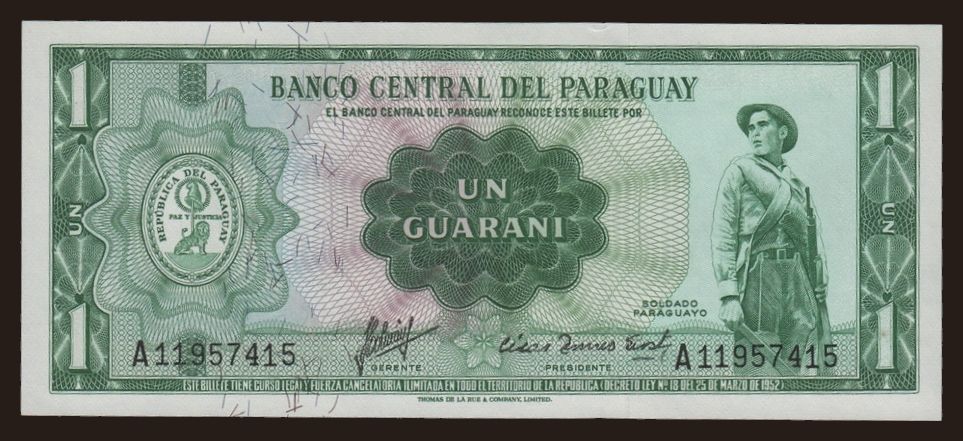 1
1
BANCO CENTRAL DEL PARAGUAY
EL BANCO CENTRAL DEL PARAGUAY RECONOCE ESTE BILLETE POR
REPÚBLICA DEL PARAGUAY
PAZ Y JUSTICIA
UN
GUARANI
UN
UN
SOLDADO
PARAGUAYO
1
1
A11957415
GERENTE
PRESIDENTE
A11957415
ESTE BILLETE TIENE CURSO LEGAL Y FUERZA CANCELATORIA ILIMITADA EN TODO EL TERRITORIO DE LA REPUBLICA (DECRETO LEY Nº 18 DEL 25 DE MARZO DE 1952)
THOMAS DE LA RUE & COMPANY, LIMITED.